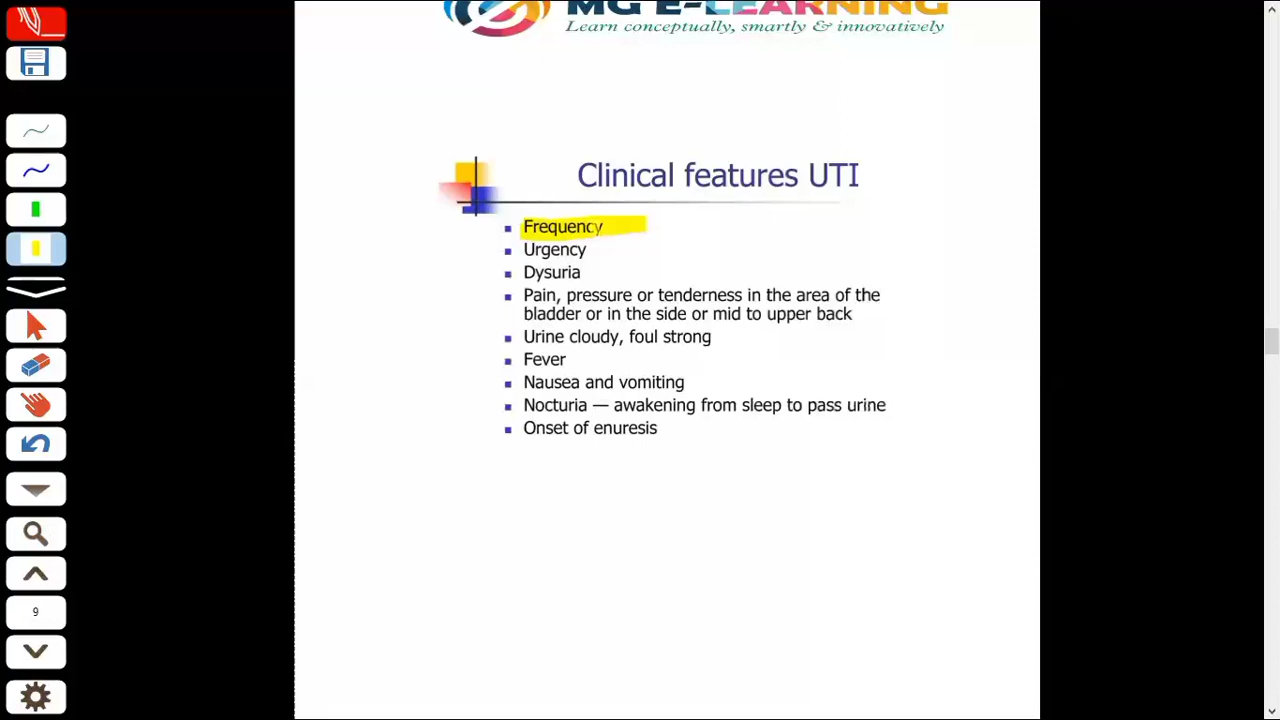 MG E-LEARNING
Learn conceptually, smartly & innovatively
Clinical features UTI
Frequency
Urgency
Dysuria
Pain, pressure or tenderness in the area of the
bladder or in the side or mid to upper back
Urine cloudy, foul strong
Fever
Nausea and vomiting
Nocturia — awakening from sleep to pass urine
Onset of enuresis
9